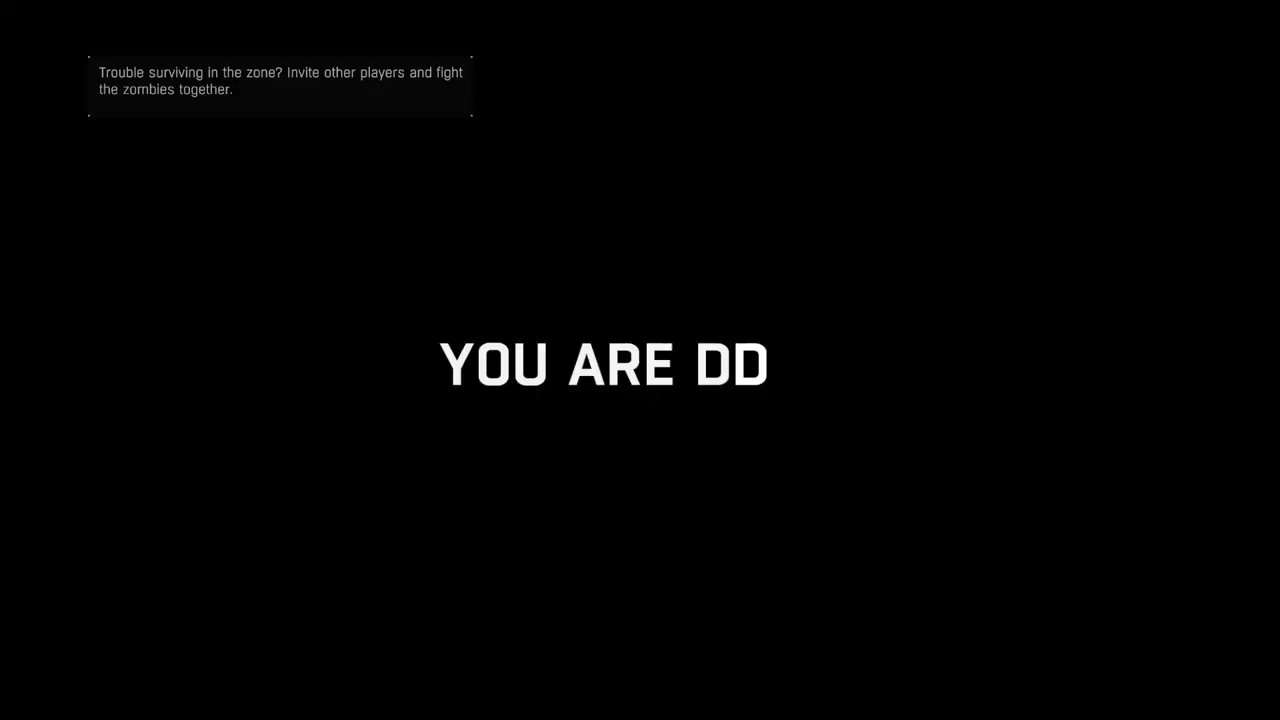 Trouble surviving in the zone? Invite other players and fight
the zombies together.
YOU ARE DD